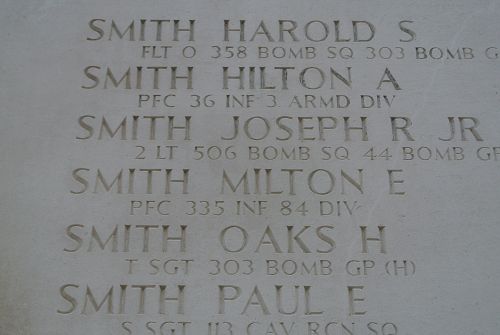 SMITH HAROLD S
FLT O 358 BOMB SQ 303 BOMB G
SMITH HILTON A
PFC 36 INF 3 ARMD DIV
SMITH JOSEPH R JR
2 LT 506 BOMB SQ 44 BOMB GP
SMITH MILTON E
PFC 335 INF 84 DIV
SMITH OAKS H
T SGT 303 BOMB GP (H)
SMITH PAUL E
S SGT 113 CAV RCN SQ